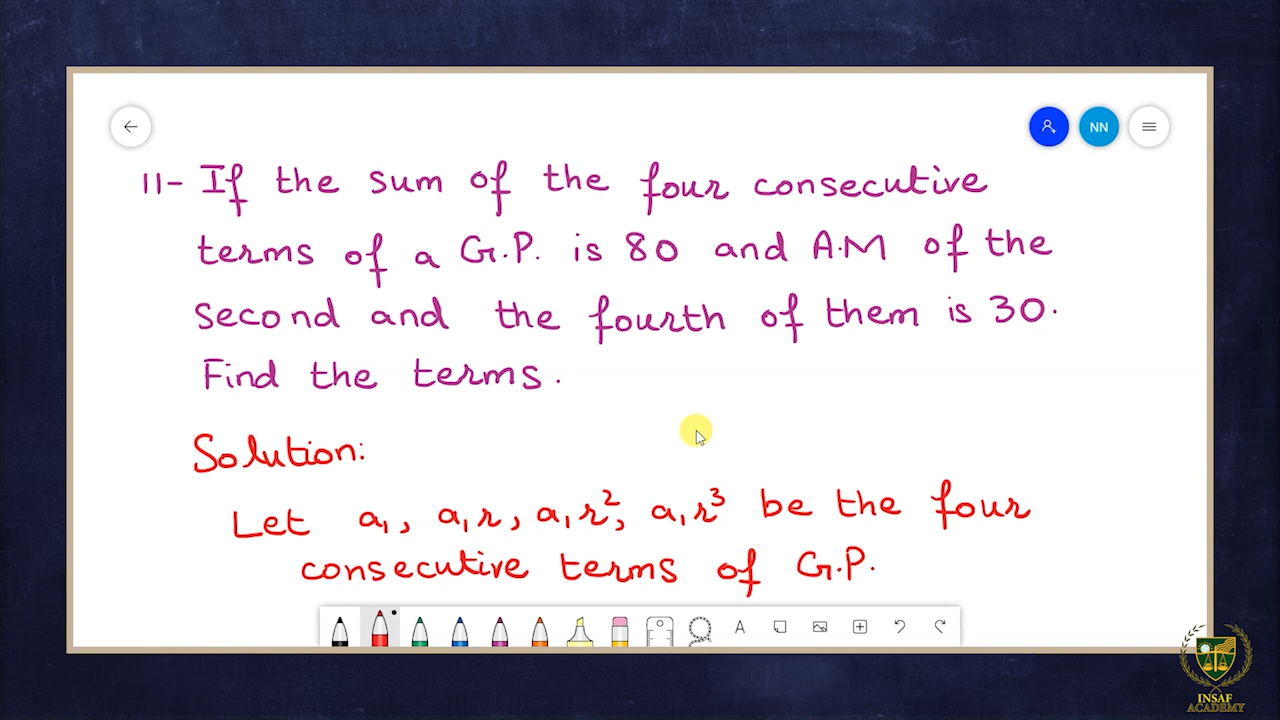 NN
11- If the sum of the four consecutive
terms of a G.P. is 80 and A.M of the
second and the fourth of them is 30.
Find the terms.
Solution:
Let a₁, a₁r, a₁r², a₁r³ be the four
consecutive terms of G.P.
A
INSAF
ACADEMY